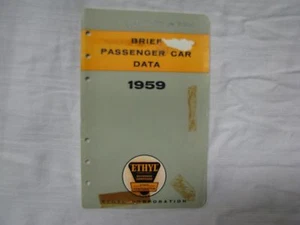 BRIEF
PASSENGER CAR
DATA
1959
ETHYL
CORPORATION